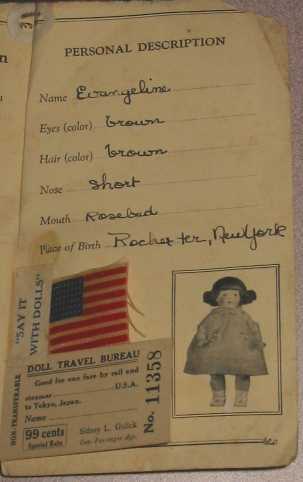 PERSONAL DESCRIPTION
Name Evangeline
Eyes (color) brown
Hair (color) brown
Nose short
Mouth Rosebud
Place of Birth Rochester, New York
"SAY IT
WITH DOLLS"
DOLL TRAVEL BUREAU
Good for one fare by rail and
steamer U.S.A.
to Tokyo, Japan.
Name
NON-TRANSFERABLE
99 cents
Special Rate
Sidney L. Gulick
Gen. Passenger Agt.
No. 11358